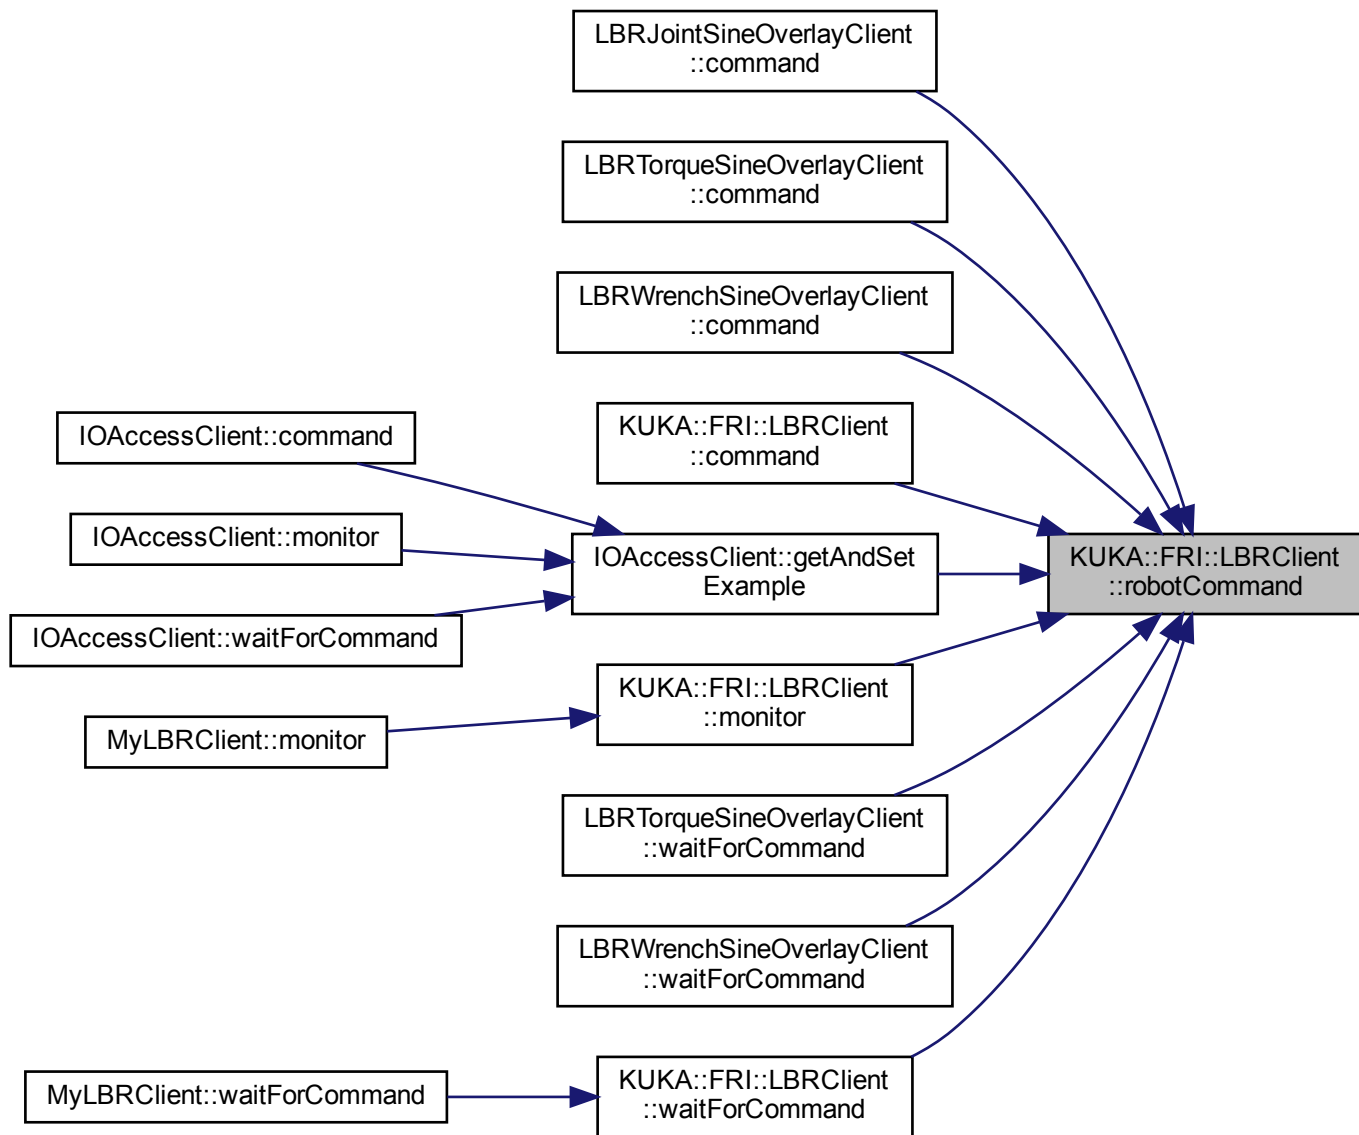 LBRJointSineOverlayClient
::command
LBRTorqueSineOverlayClient
::command
LBRWrenchSineOverlayClient
::command
KUKA::FRI::LBRClient
::command
IOAccessClient::command
IOAccessClient::monitor
IOAccessClient::waitForCommand
IOAccessClient::getAndSet
Example
KUKA::FRI::LBRClient
::robotCommand
KUKA::FRI::LBRClient
::monitor
MyLBRClient::monitor
LBRTorqueSineOverlayClient
::waitForCommand
LBRWrenchSineOverlayClient
::waitForCommand
MyLBRClient::waitForCommand
KUKA::FRI::LBRClient
::waitForCommand